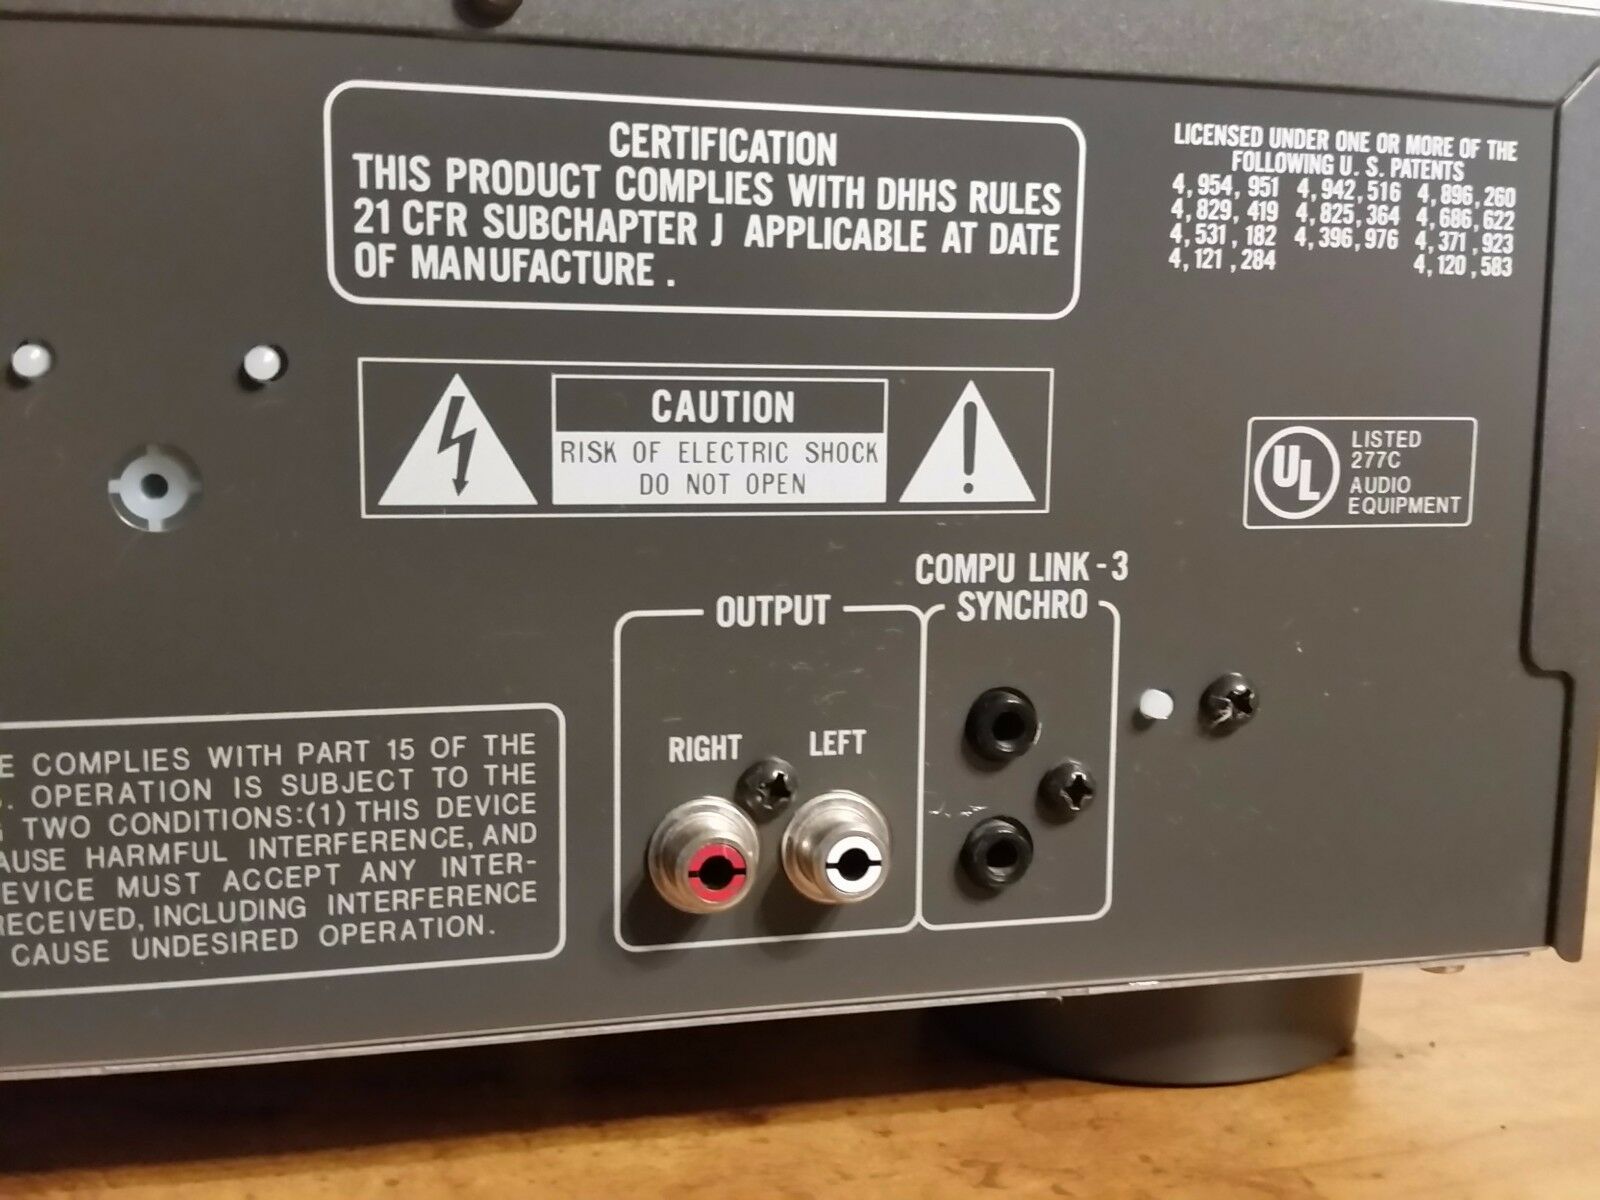 CERTIFICATION
THIS PRODUCT COMPLIES WITH DHHS RULES
21 CFR SUBCHAPTER J APPLICABLE AT DATE
OF MANUFACTURE.
LICENSED UNDER ONE OR MORE OF THE
FOLLOWING U. S. PATENTS
4, 954, 951 4, 942, 516 4, 896, 260
4, 829, 419 4, 825, 364 4, 686, 622
4, 531, 182 4, 396, 976 4, 371, 923
4, 121, 284 4, 120, 583
CAUTION
RISK OF ELECTRIC SHOCK
DO NOT OPEN
UL
LISTED
277C
AUDIO
EQUIPMENT
COMPU LINK-3
SYNCHRO
OUTPUT
RIGHT LEFT
COMPLIES WITH PART 15 OF THE
OPERATION IS SUBJECT TO THE
TWO CONDITIONS:(1) THIS DEVICE
HARMFUL INTERFERENCE, AND
MUST ACCEPT ANY INTER-
RECEIVED, INCLUDING INTERFERENCE
CAUSE UNDESIRED OPERATION.